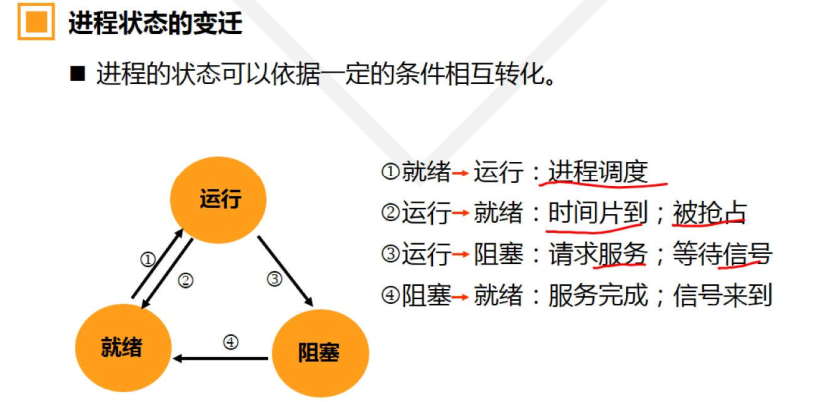 进程状态的变迁
■ 进程的状态可以依据一定的条件相互转化。
①就绪→运行：进程调度
②运行→就绪：时间片到；被抢占
③运行→阻塞：请求服务；等待信号
④阻塞→就绪：服务完成；信号来到
运行
①
②
③
就绪
④
阻塞